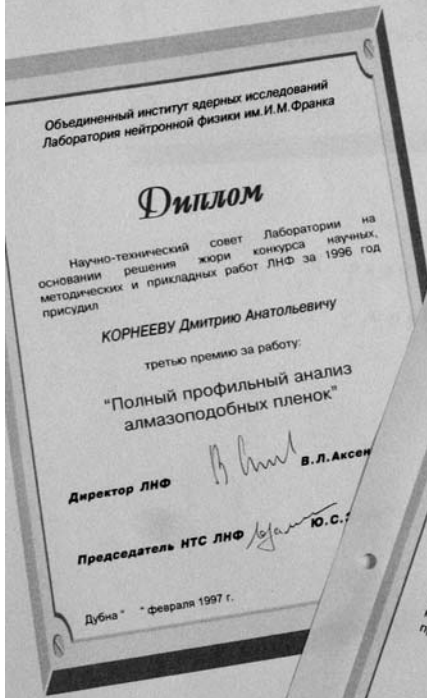 Объединенный институт ядерных исследований
Лаборатория нейтронной физики им.И.М.Франка
Диплом
Научно-технический совет Лаборатории на
основании решения жюри конкурса научных,
методических и прикладных работ ЛНФ за 1996 год
присудил
КОРНЕЕВУ Дмитрию Анатольевичу
третью премию за работу:
"Полный профильный анализ
алмазоподобных пленок"
Директор ЛНФ В.Л.Аксен
Председатель НТС ЛНФ Ю.С.
Дубна " " февраля 1997 г.